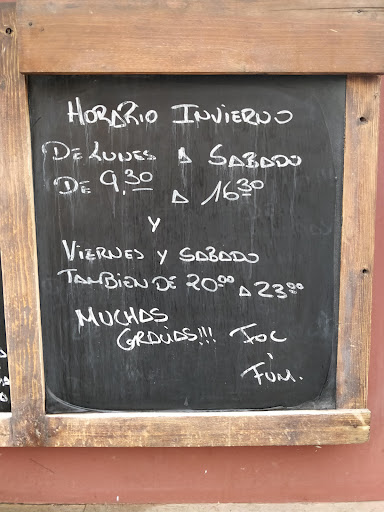 HORARIO INVIERNO
DE LUNES A SABADO
DE 9,30 A 16 30
Y
VIERNES Y SABADO
TAMBIEN DE 20 00 A 23 00
MUCHAS
GRACIAS!!! FOC
i
FUM.